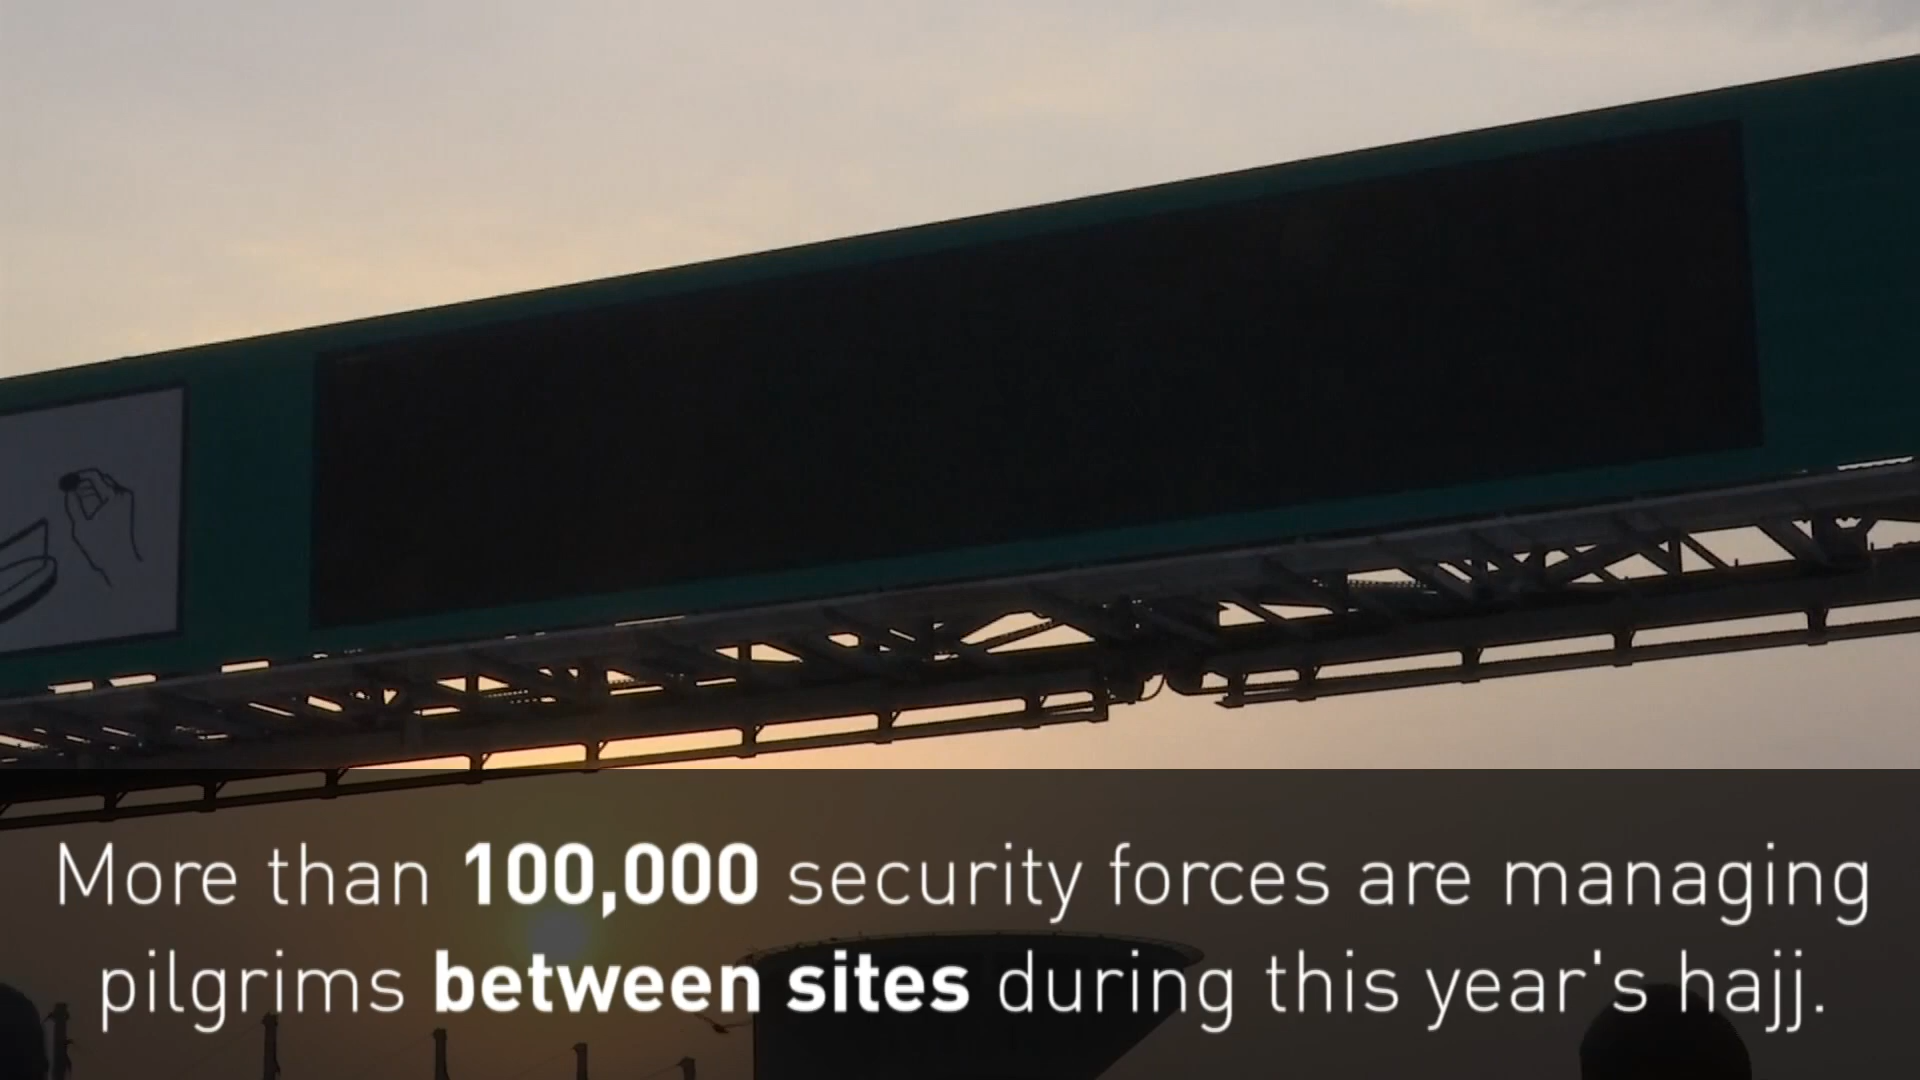 More than 100,000 security forces are managing
pilgrims between sites during this year's hajj.